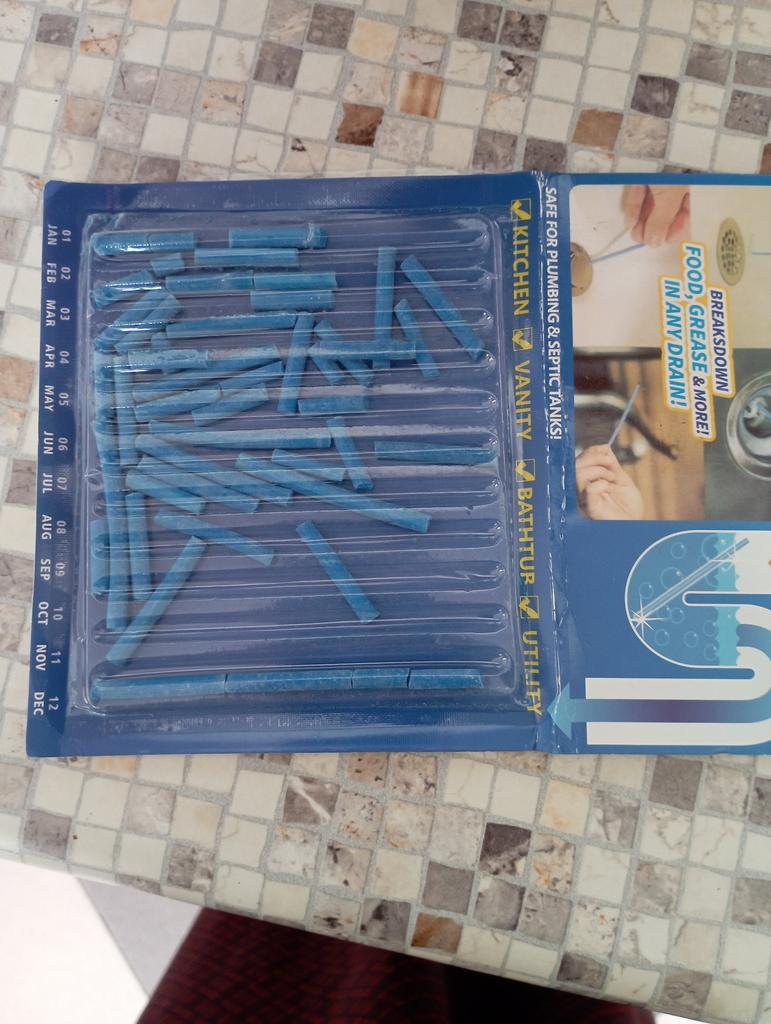 BREAKSDOWN
FOOD, GREASE & MORE!
IN ANY DRAIN!
SAFE FOR PLUMBING & SEPTIC TANKS!
KITCHEN VANITY BATHTUR UTILITY
01 02 03 04 05 06 07 08 09 10 11 12
JAN FEB MAR APR MAY JUN JUL AUG SEP OCT NOV DEC